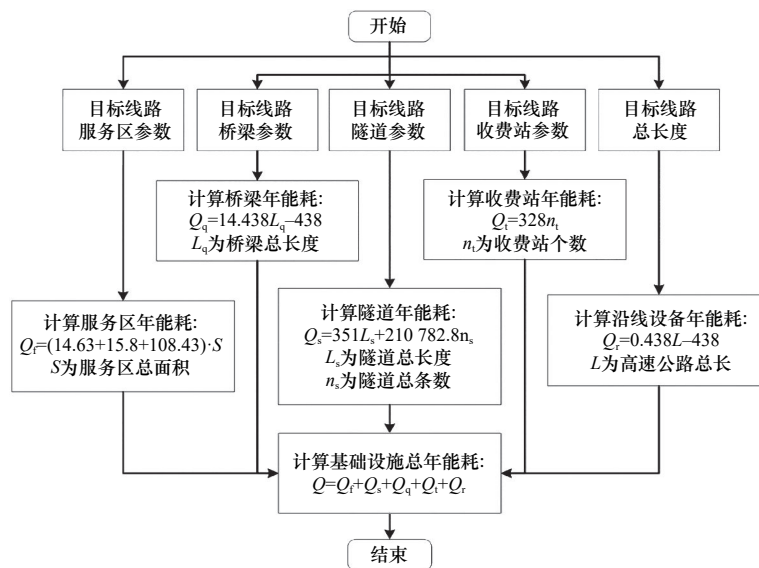 开始
目标线路
服务区参数
目标线路
桥梁参数
目标线路
隧道参数
目标线路
收费站参数
目标线路
总长度
计算桥梁年能耗:
Qq=14.438Lq–438
Lq为桥梁总长度
计算收费站年能耗:
Qt=328nt
nt为收费站个数
计算服务区年能耗:
Qf=(14.63+15.8+108.43)·S
S为服务区总面积
计算隧道年能耗:
Qs=351Ls+210 782.8ns
Ls为隧道总长度
ns为隧道总条数
计算沿线设备年能耗:
Qr=0.438L–438
L为高速公路总长
计算基础设施总年能耗:
Q=Qf+Qs+Qq+Qt+Qr
结束